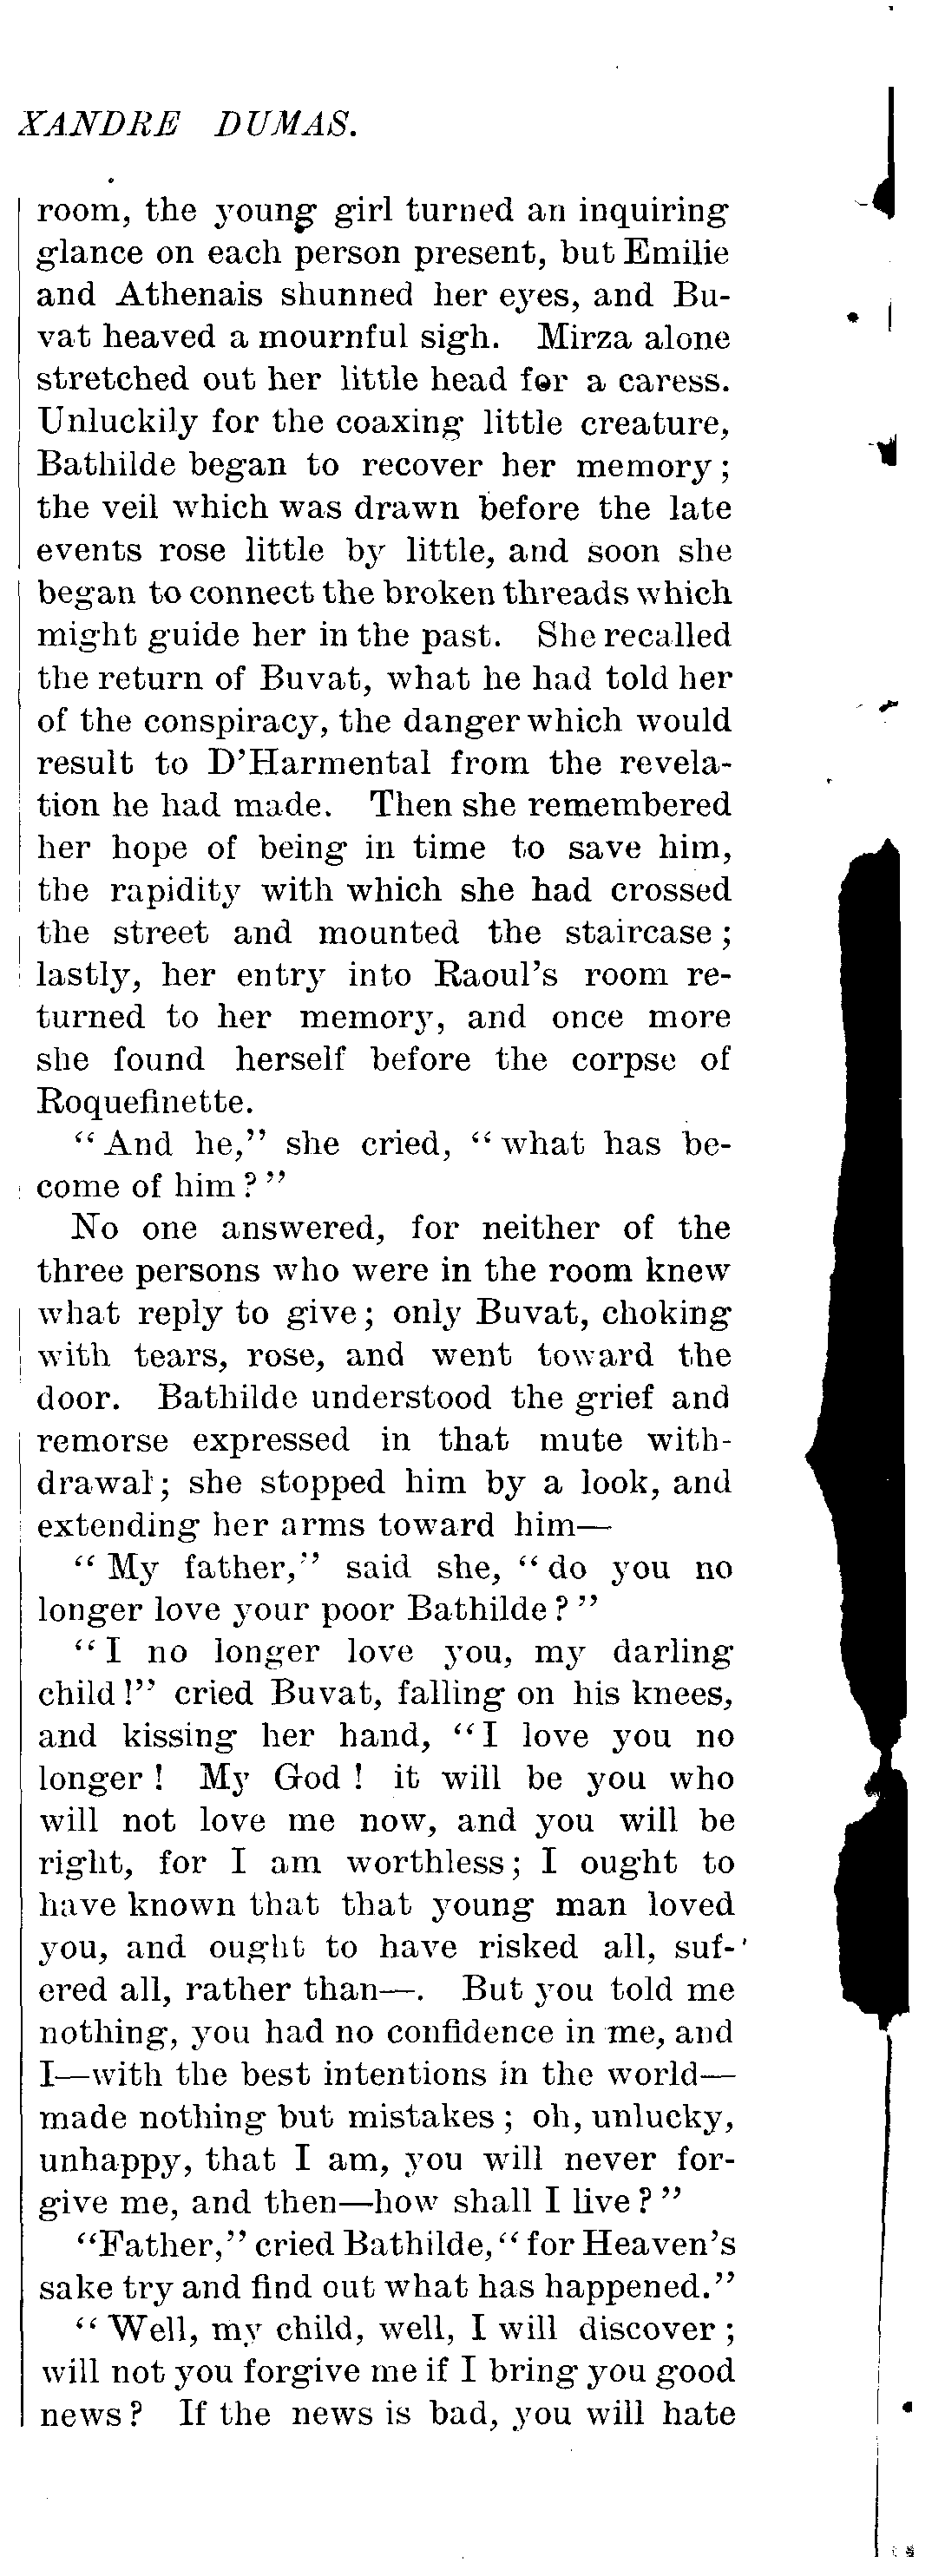 XANDRE DUMAS.
room, the young girl turned an inquiring
glance on each person present, but Emilie
and Athenais shunned her eyes, and Bu-
vat heaved a mournful sigh. Mirza alone
stretched out her little head for a caress.
Unluckily for the coaxing little creature,
Bathilde began to recover her memory;
the veil which was drawn before the late
events rose little by little, and soon she
began to connect the broken threads which
might guide her in the past. She recalled
the return of Buvat, what he had told her
of the conspiracy, the danger which would
result to D'Harmental from the revela-
tion he had made. Then she remembered
her hope of being in time to save him,
the rapidity with which she had crossed
the street and mounted the staircase;
lastly, her entry into Raoul's room re-
turned to her memory, and once more
she found herself before the corpse of
Roquefinette.
"And he," she cried, "what has be-
come of him?"
No one answered, for neither of the
three persons who were in the room knew
what reply to give; only Buvat, choking
with tears, rose, and went toward the
door. Bathilde understood the grief and
remorse expressed in that mute with-
drawal; she stopped him by a look, and
extending her arms toward him—
"My father," said she, "do you no
longer love your poor Bathilde?"
"I no longer love you, my darling
child!" cried Buvat, falling on his knees,
and kissing her hand, "I love you no
longer! My God! it will be you who
will not love me now, and you will be
right, for I am worthless; I ought to
have known that that young man loved
you, and ought to have risked all, suf-
ered all, rather than—. But you told me
nothing, you had no confidence in me, and
I—with the best intentions in the world—
made nothing but mistakes; oh, unlucky,
unhappy, that I am, you will never for-
give me, and then—how shall I live?"
"Father," cried Bathilde, "for Heaven's
sake try and find out what has happened."
"Well, my child, well, I will discover;
will not you forgive me if I bring you good
news? If the news is bad, you will hate